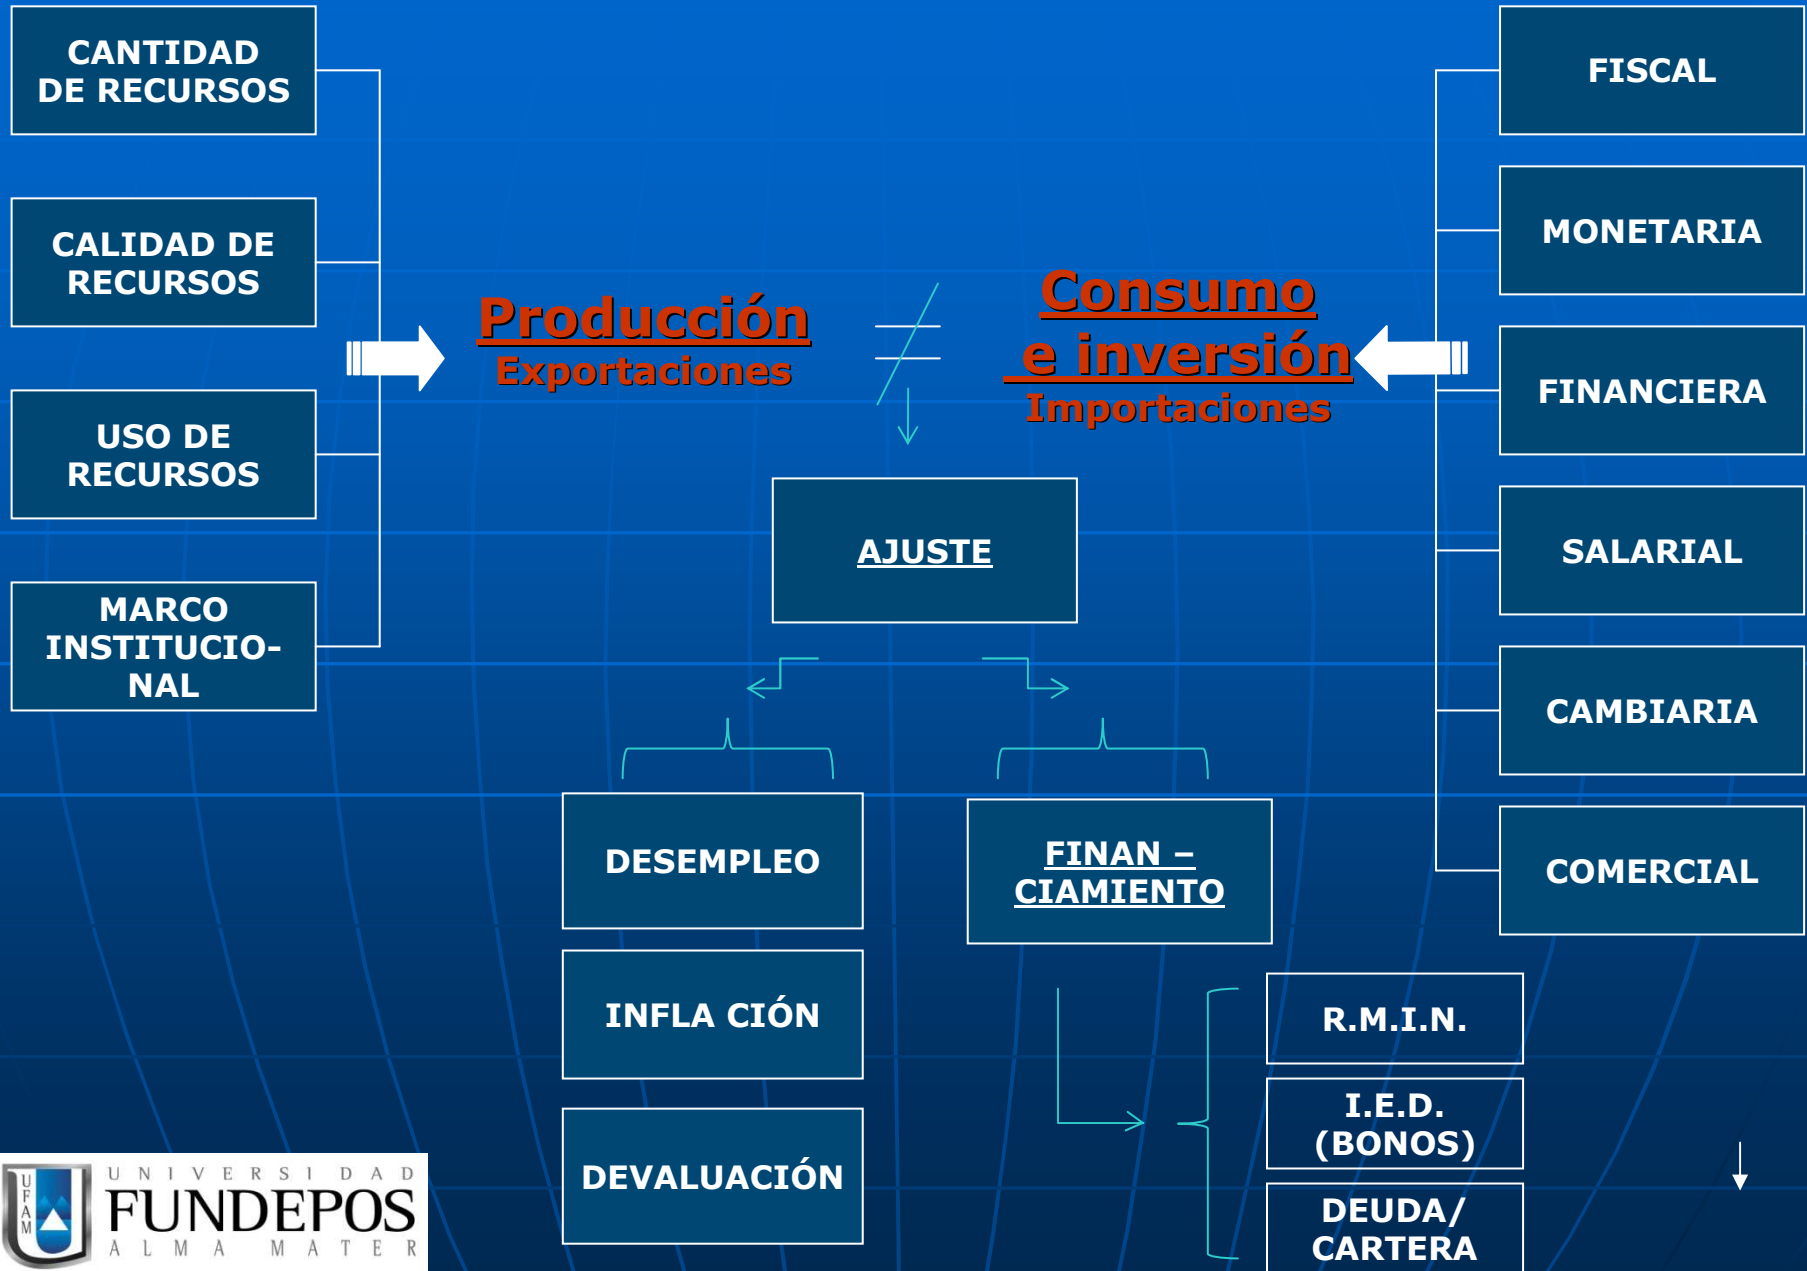 CANTIDAD
DE RECURSOS
CALIDAD DE
RECURSOS
USO DE
RECURSOS
MARCO
INSTITUCIO-
NAL
Producción
Exportaciones
Consumo
e inversión
Importaciones
AJUSTE
DESEMPLEO
INFLA CIÓN
DEVALUACIÓN
FINAN –
CIAMIENTO
R.M.I.N.
I.E.D.
(BONOS)
DEUDA/
CARTERA
FISCAL
MONETARIA
FINANCIERA
SALARIAL
CAMBIARIA
COMERCIAL
UFAM
UNIVERSIDAD
FUNDEPOS
ALMA MATER